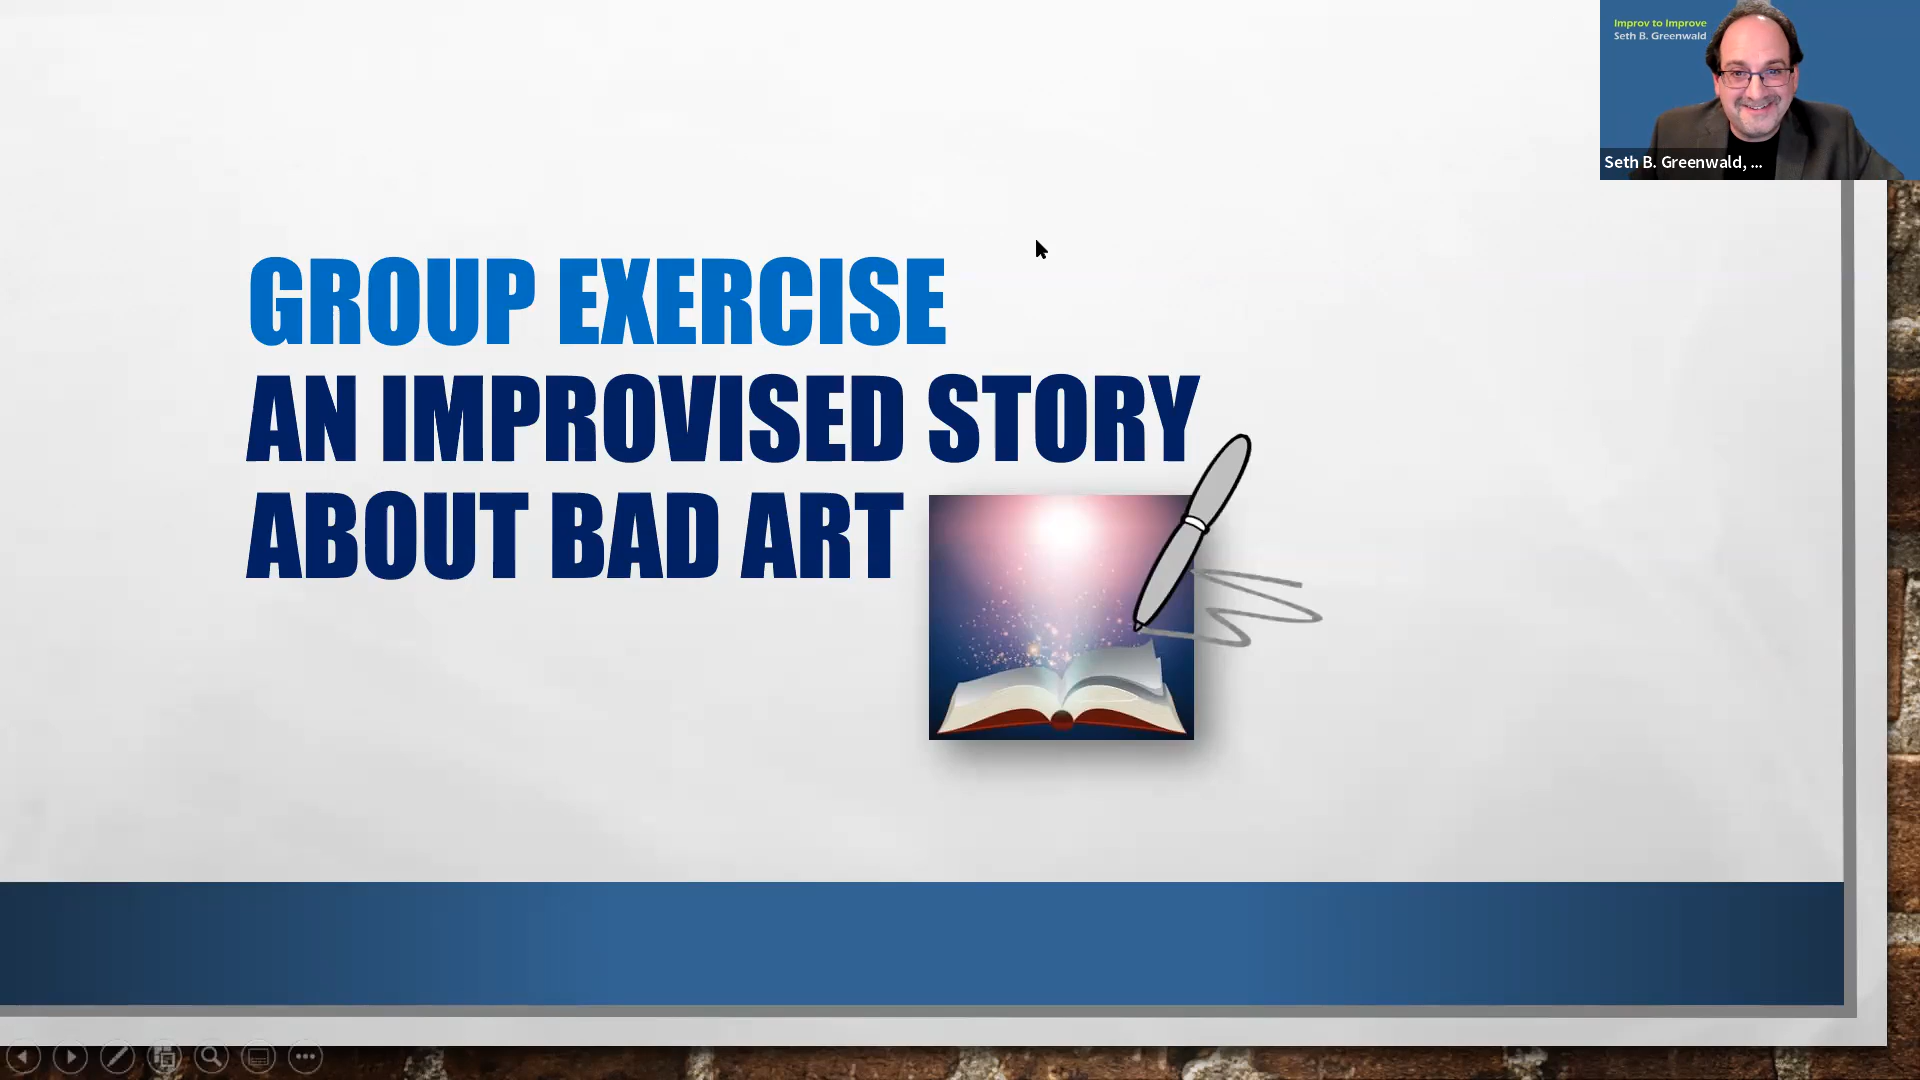 Improv to Improve
Seth B. Greenwald
Seth B. Greenwald, ...
GROUP EXERCISE
AN IMPROVISED STORY
ABOUT BAD ART